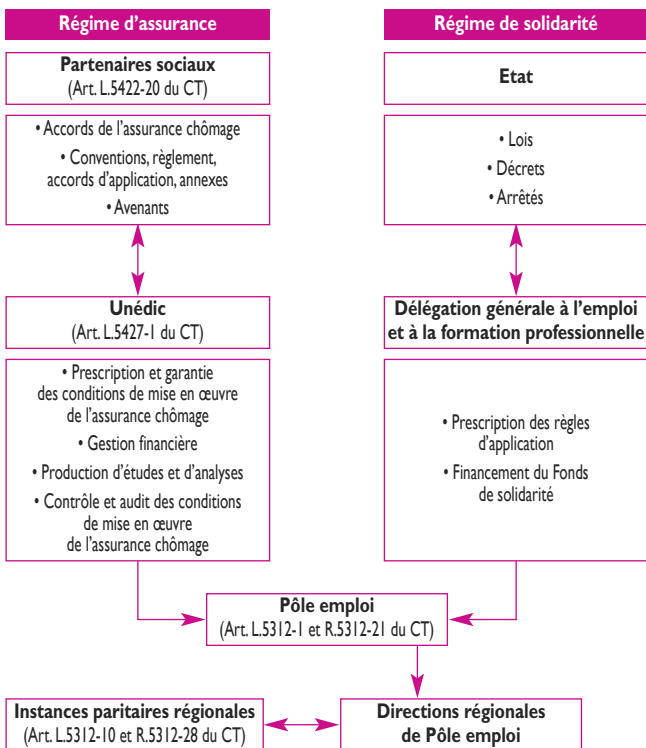 Régime d'assurance
Partenaires sociaux
(Art. L.5422-20 du CT)
• Accords de l'assurance chômage
• Conventions, règlement,
accords d'application, annexes
• Avenants
Unédic
(Art. L.5427-1 du CT)
• Prescription et garantie
des conditions de mise en œuvre
de l'assurance chômage
• Gestion financière
• Production d'études et d'analyses
• Contrôle et audit des conditions
de mise en œuvre
de l'assurance chômage
Régime de solidarité
Etat
• Lois
• Décrets
• Arrêtés
Délégation générale à l'emploi
et à la formation professionnelle
• Prescription des règles
d'application
• Financement du Fonds
de solidarité
Pôle emploi
(Art. L.5312-1 et R.5312-21 du CT)
Instances paritaires régionales
(Art. L.5312-10 et R.5312-28 du CT)
Directions régionales
de Pôle emploi